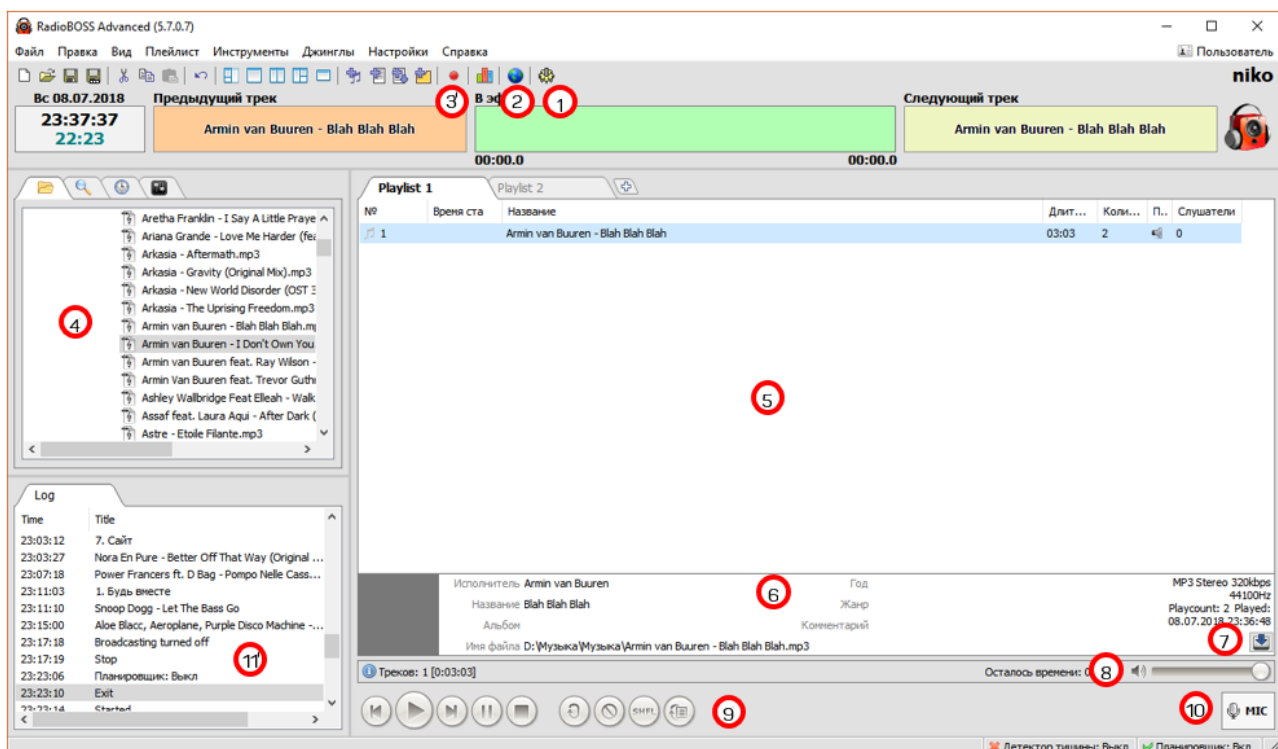 RadioBOSS Advanced (5.7.0.7)
Файл Правка Вид Плейлист Инструменты Джинглы Настройки Справка
Пользователь
niko
Вс 08.07.2018
23:37:37
22:23
Предыдущий трек
Armin van Buuren - Blah Blah Blah
3
В
2
1
00:00.0
00:00.0
Следующий трек
Armin van Buuren - Blah Blah Blah
Aretha Franklin - I Say A Little Praye
Ariana Grande - Love Me Harder (fea
Arkasia - Aftermath.mp3
Arkasia - Gravity (Original Mix).mp3
Arkasia - New World Disorder (OST 3
Arkasia - The Uprising Freedom.mp3
Armin van Buuren - Blah Blah Blah.m
Armin van Buuren - I Don't Own You
Armin van Buuren feat. Ray Wilson -
Armin Van Buuren feat. Trevor Guth
Ashley Wallbridge Feat Elleah - Walk
Assaf feat. Laura Aqui - After Dark (
Astre - Etoile Filante.mp3
4
Playlist 1
Playlist 2
№ Время ста Название Длит... Коли... П.. Слушатели
1 Armin van Buuren - Blah Blah Blah 03:03 2 0
5
Log
Time Title
23:03:12 7. Сайт
23:03:27 Nora En Pure - Better Off That Way (Original ...
23:07:18 Power Francers ft. D Bag - Pompo Nelle Cass...
23:11:03 1. Будь вместе
23:11:10 Snoop Dogg - Let The Bass Go
23:15:00 Aloe Blacc, Aeroplane, Purple Disco Machine -...
23:17:18 Broadcasting turned off
23:17:19 Stop
23:23:06 Планировщик: Выкл
23:23:10 Exit
23:23:14 Started
11
Исполнитель Armin van Buuren
Название Blah Blah Blah
Альбом
Имя файла D:\Музыка\Музыка\Armin van Buuren - Blah Blah Blah.mp3
6
Год
Жанр
Комментарий
MP3 Stereo 320kbps
44100Hz
Playcount: 2 Played:
08.07.2018 23:36:48
7
Треков: 1 [0:03:03]
Осталось времени:
8
SHFL
9
10
MIC
Детектор тишины: Выкл
Планировщик: Вкл